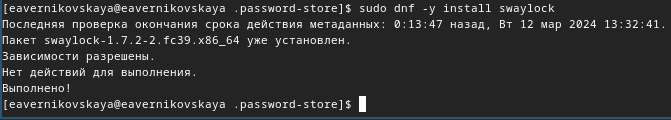 [eavernikovskaya@eavernikovskaya .password-store]$ sudo dnf -y install swaylock
Последняя проверка окончания срока действия метаданных: 0:13:47 назад, Вт 12 мар 2024 13:32:41.
Пакет swaylock-1.7.2-2.fc39.x86_64 уже установлен.
Зависимости разрешены.
Нет действий для выполнения.
Выполнено!
[eavernikovskaya@eavernikovskaya .password-store]$